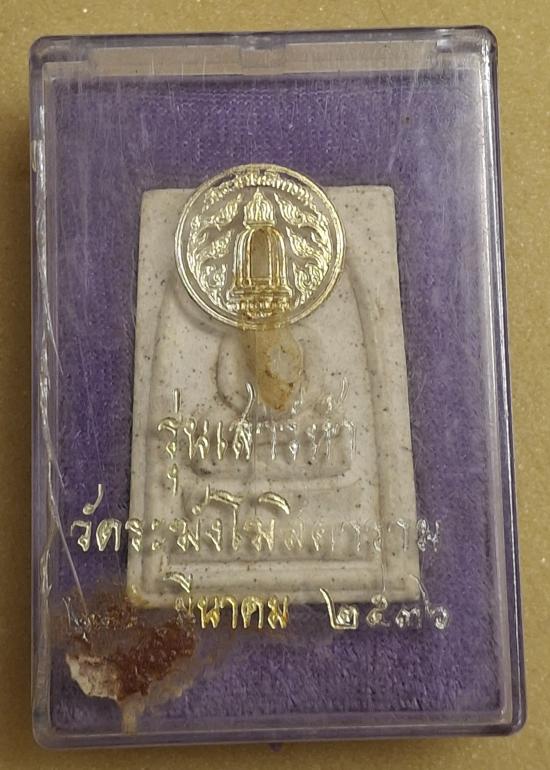 รุ่นเสาร์ห้า
วัดระฆังโฆสิตาราม
มีนาคม ๒๕๓๖